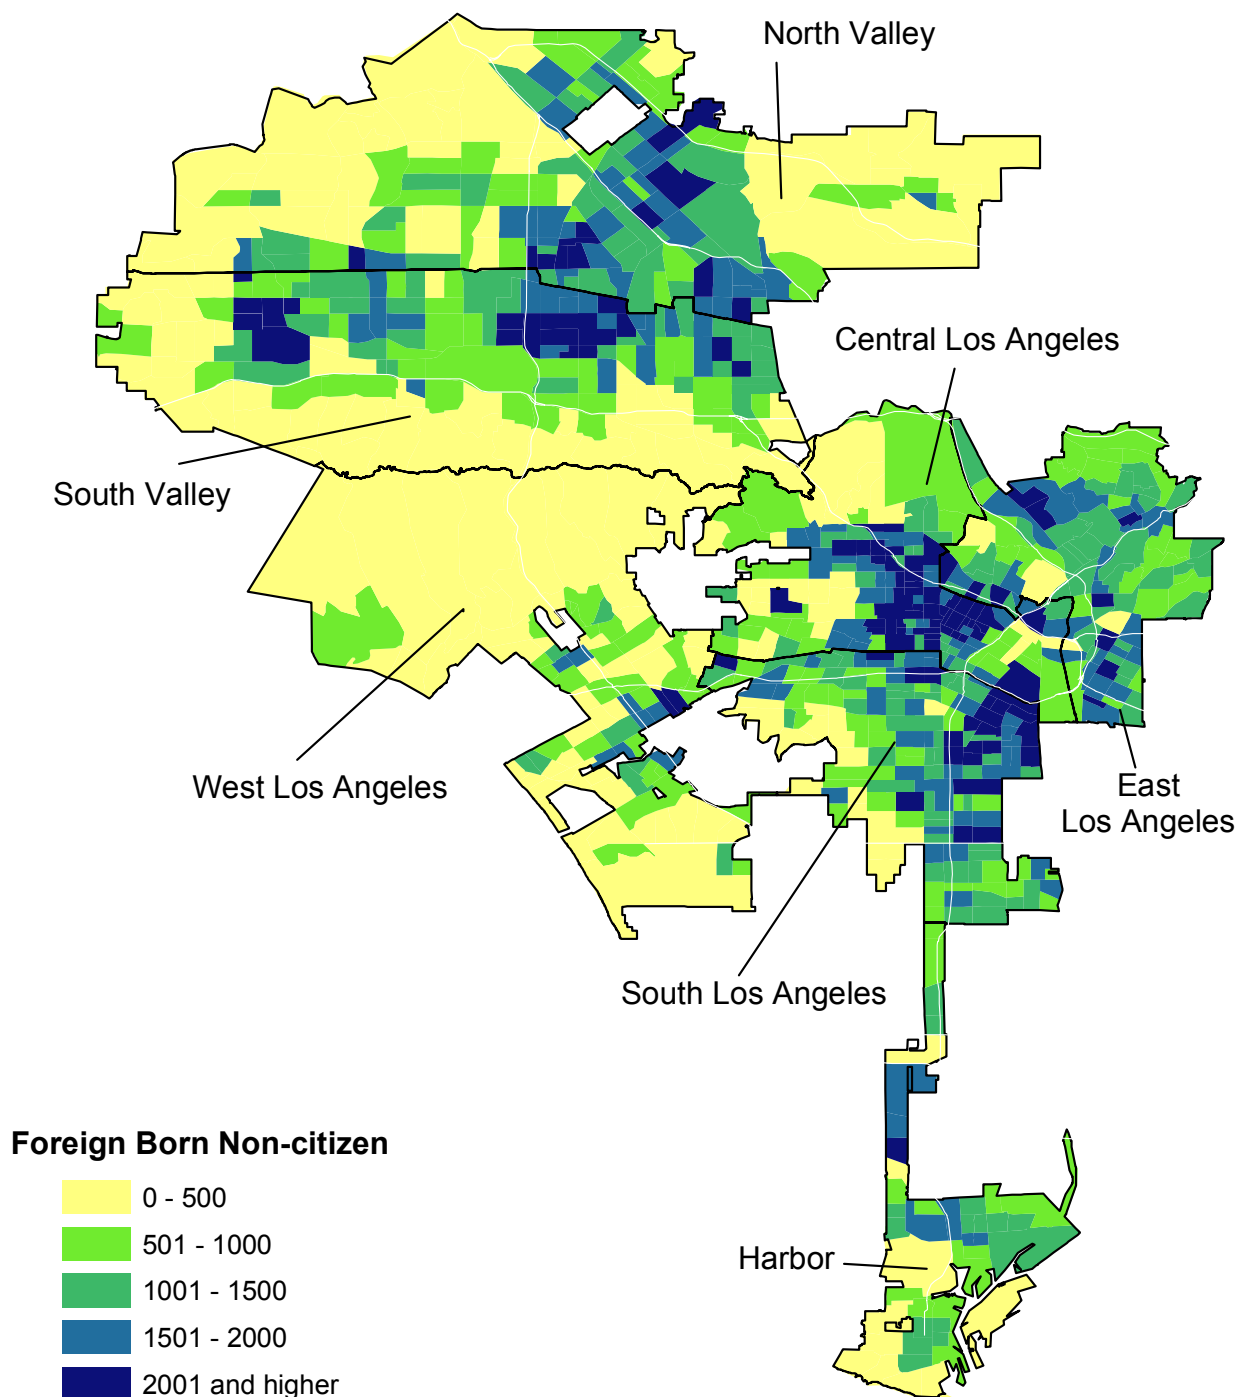 North Valley
Central Los Angeles
South Valley
West Los Angeles
East
Los Angeles
South Los Angeles
Foreign Born Non-citizen
0 - 500
501 - 1000
1001 - 1500
Harbor
1501 - 2000
2001 and higher